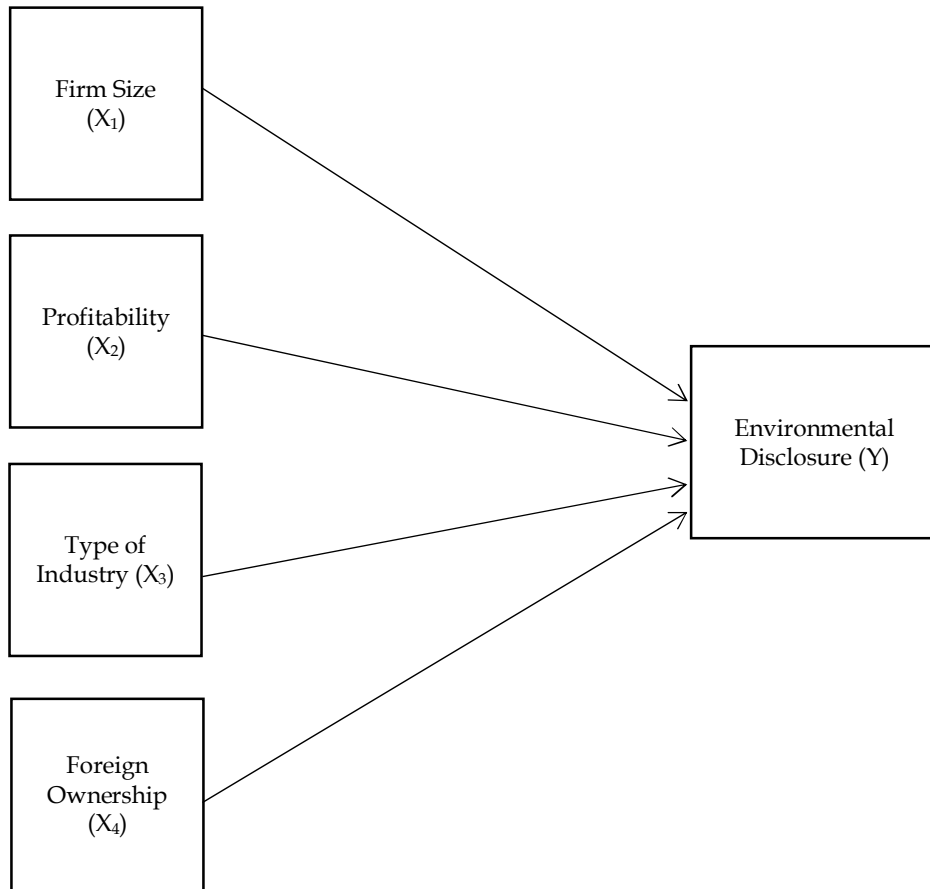 Firm Size
(X₁)
Profitability
(X₂)
Type of
Industry (X₃)
Foreign
Ownership
(X₄)
Environmental
Disclosure (Y)